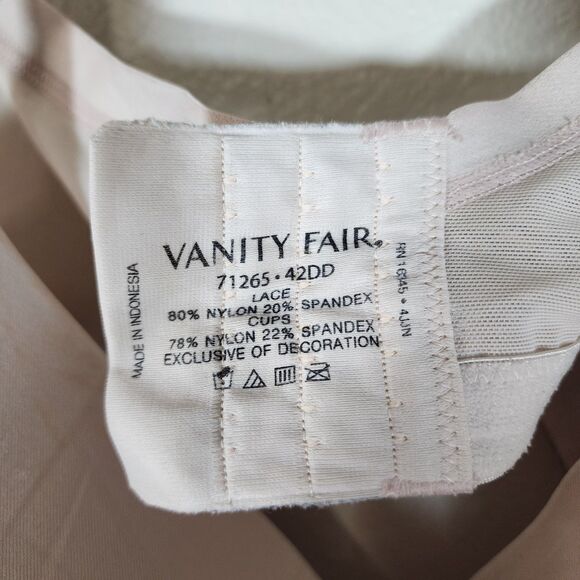 VANITY FAIR®
71265 • 42DD
LACE
80% NYLON 20% SPANDEX
CUPS
78% NYLON 22% SPANDEX
EXCLUSIVE OF DECORATION
MADE IN INDONESIA